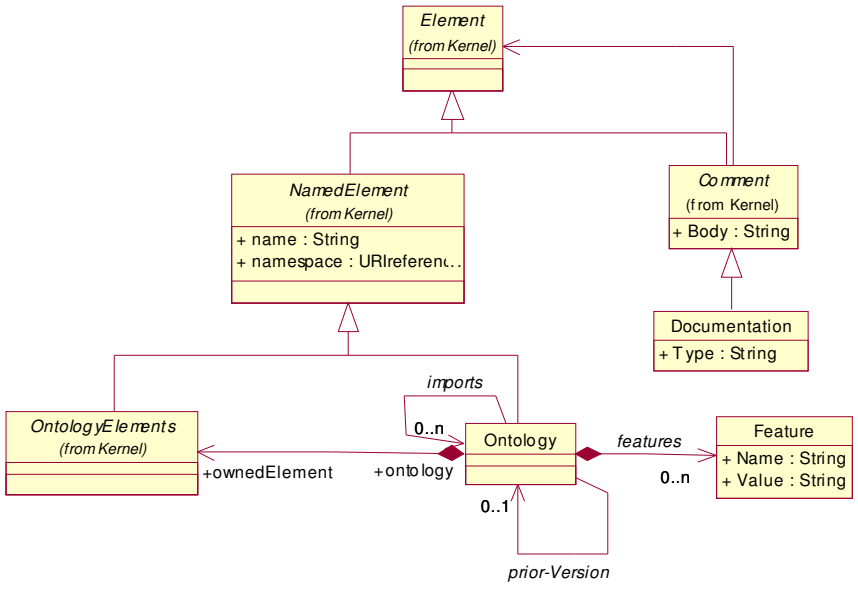 Element
(from Kernel)
NamedElement
(from Kernel)
+ name : String
+ namespace : URIreferenc...
Comment
(from Kernel)
+ Body : String
Documentation
+ Type : String
imports
0..n
OntologyElements
(from Kernel)
+ownedElement
+ontology
Ontology
features
0..n
Feature
+ Name : String
+ Value : String
0..1
prior-Version